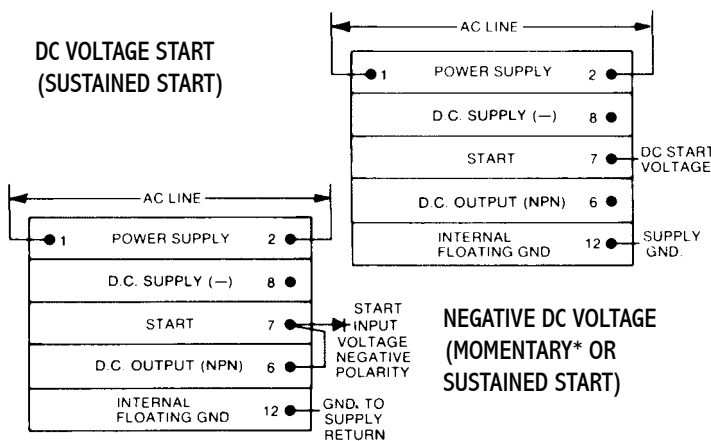 DC VOLTAGE START
(SUSTAINED START)
AC LINE
1 POWER SUPPLY 2
D.C. SUPPLY (—) 8
START 7
DC START
VOLTAGE
D.C. OUTPUT (NPN) 6
INTERNAL
FLOATING GND 12
SUPPLY
GND.
AC LINE
1 POWER SUPPLY 2
D.C. SUPPLY (—) 8
START 7
START
INPUT
VOLTAGE
NEGATIVE
POLARITY
D.C. OUTPUT (NPN) 6
INTERNAL
FLOATING GND 12
GND. TO
SUPPLY
RETURN
NEGATIVE DC VOLTAGE
(MOMENTARY* OR
SUSTAINED START)